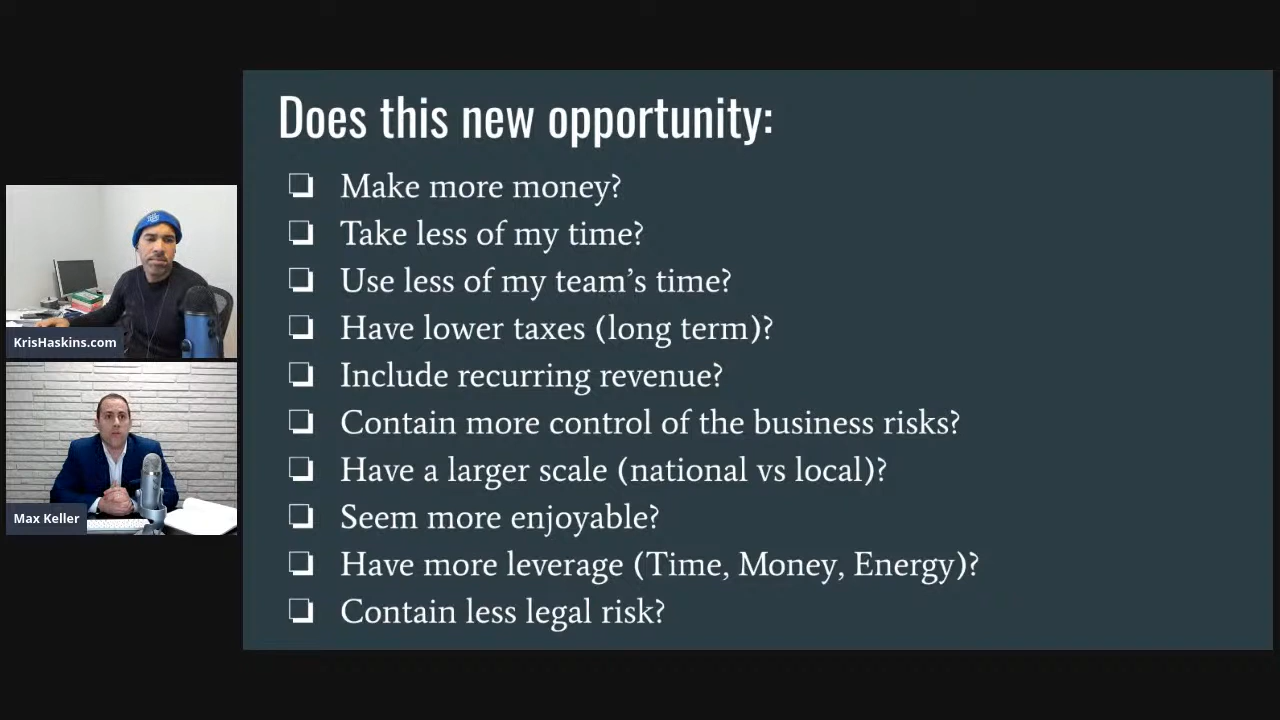 Does this new opportunity:
Make more money?
Take less of my time?
Use less of my team’s time?
Have lower taxes (long term)?
Include recurring revenue?
Contain more control of the business risks?
Have a larger scale (national vs local)?
Seem more enjoyable?
Have more leverage (Time, Money, Energy)?
Contain less legal risk?
KrisHaskins.com
Max Keller